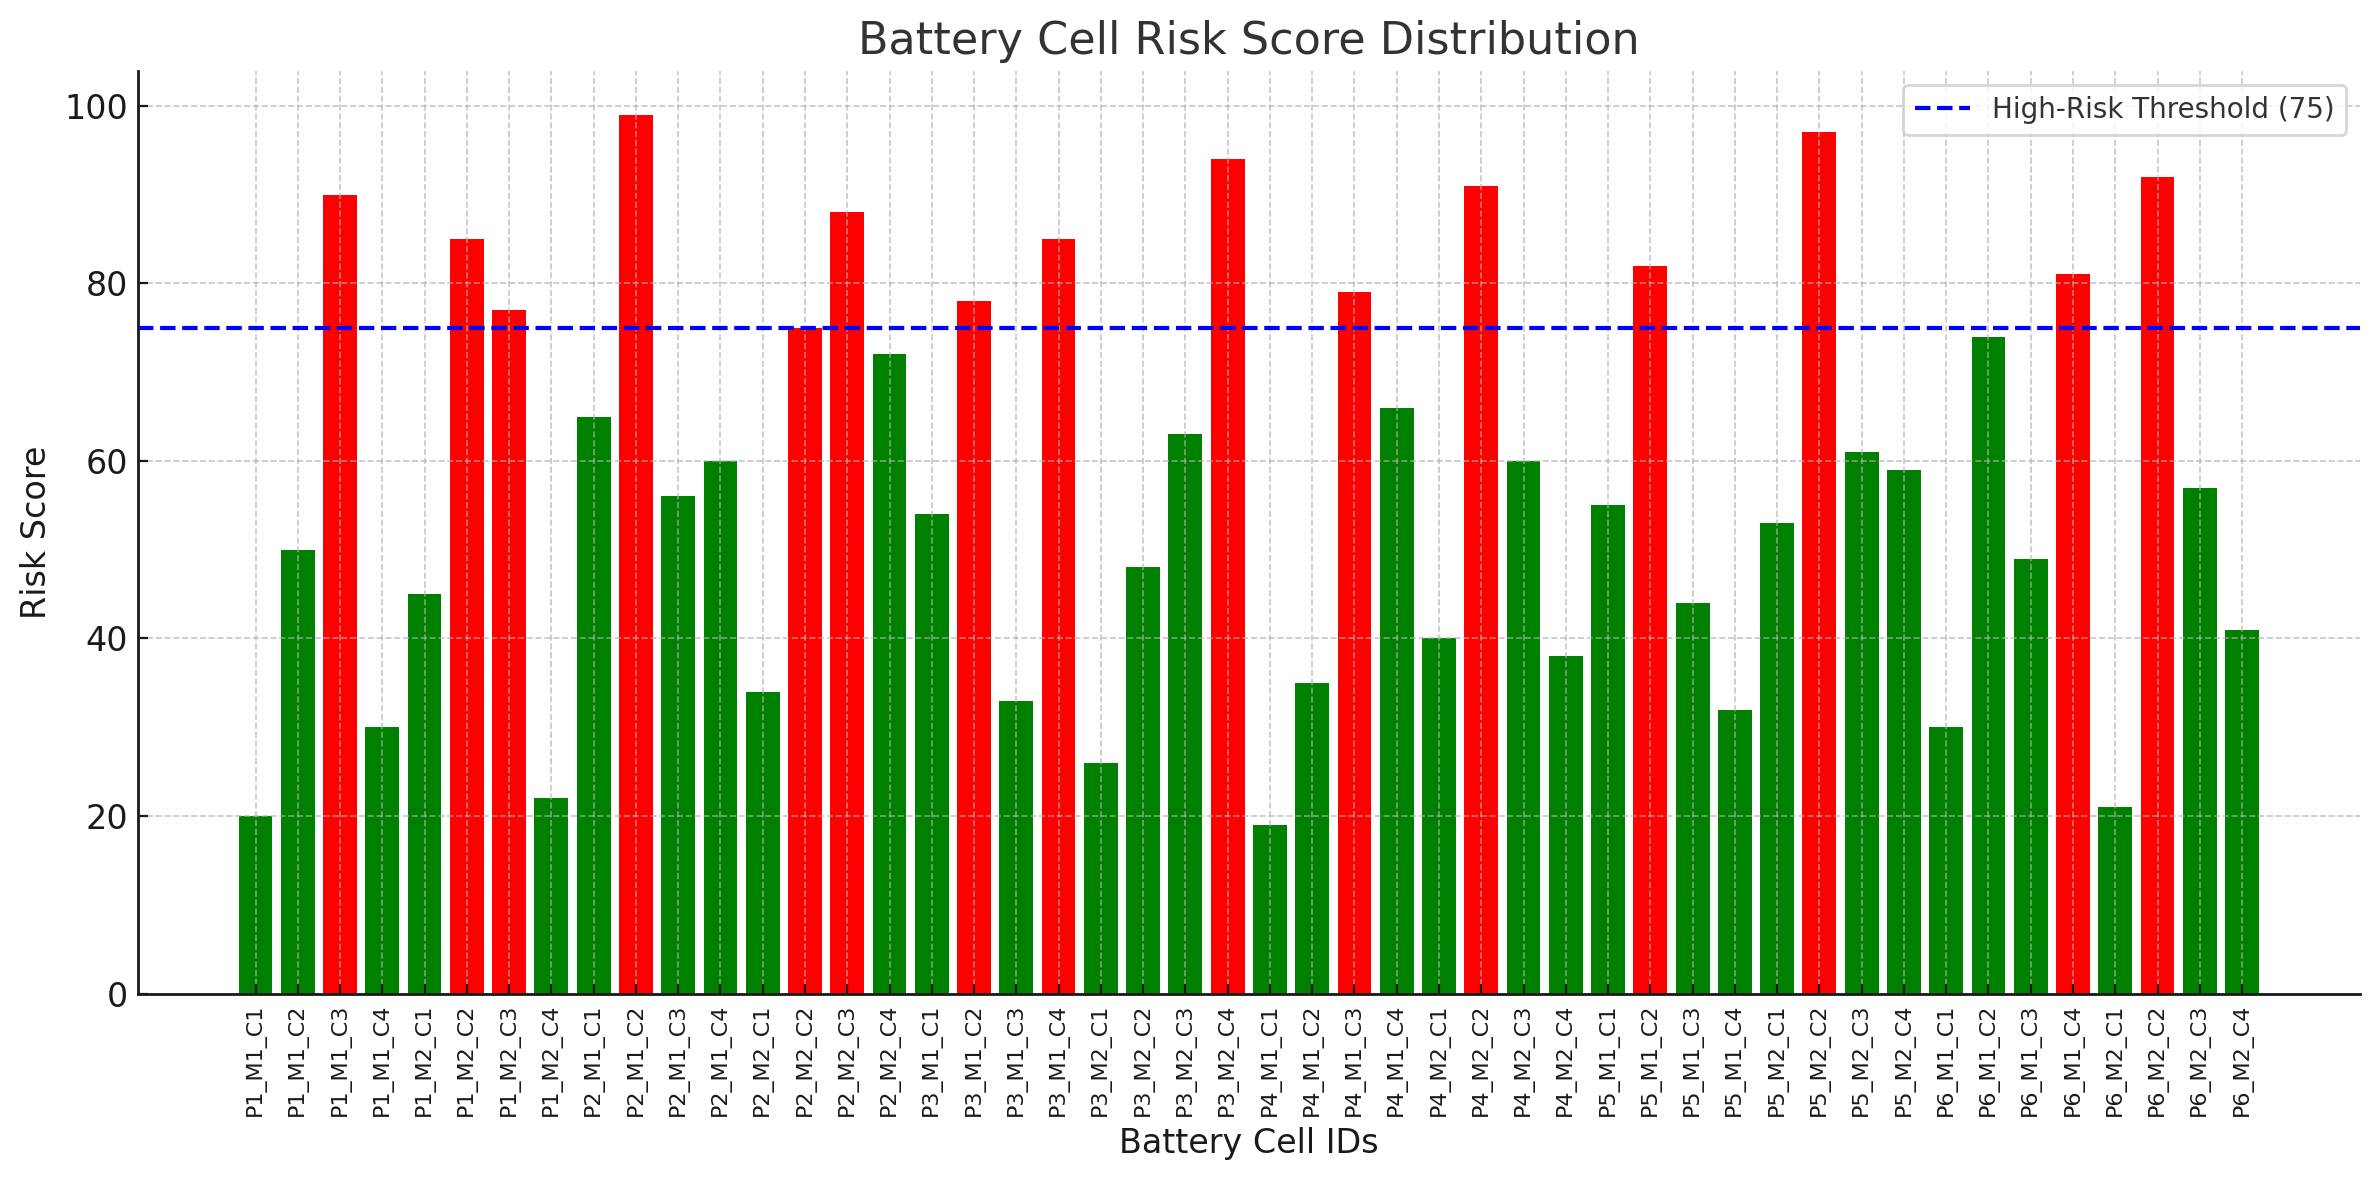 Battery Cell Risk Score Distribution
High-Risk Threshold (75)
Risk Score
100
80
60
40
20
0
P1_M1_C1
P1_M1_C2
P1_M1_C3
P1_M1_C4
P1_M2_C1
P1_M2_C2
P1_M2_C3
P1_M2_C4
P2_M1_C1
P2_M1_C2
P2_M1_C3
P2_M1_C4
P2_M2_C1
P2_M2_C2
P2_M2_C3
P2_M2_C4
P3_M1_C1
P3_M1_C2
P3_M1_C3
P3_M1_C4
P3_M2_C1
P3_M2_C2
P3_M2_C3
P3_M2_C4
P4_M1_C1
P4_M1_C2
P4_M1_C3
P4_M1_C4
P4_M2_C1
P4_M2_C2
P4_M2_C3
P4_M2_C4
P5_M1_C1
P5_M1_C2
P5_M1_C3
P5_M1_C4
P5_M2_C1
P5_M2_C2
P5_M2_C3
P5_M2_C4
P6_M1_C1
P6_M1_C2
P6_M1_C3
P6_M1_C4
P6_M2_C1
P6_M2_C2
P6_M2_C3
P6_M2_C4
Battery Cell IDs